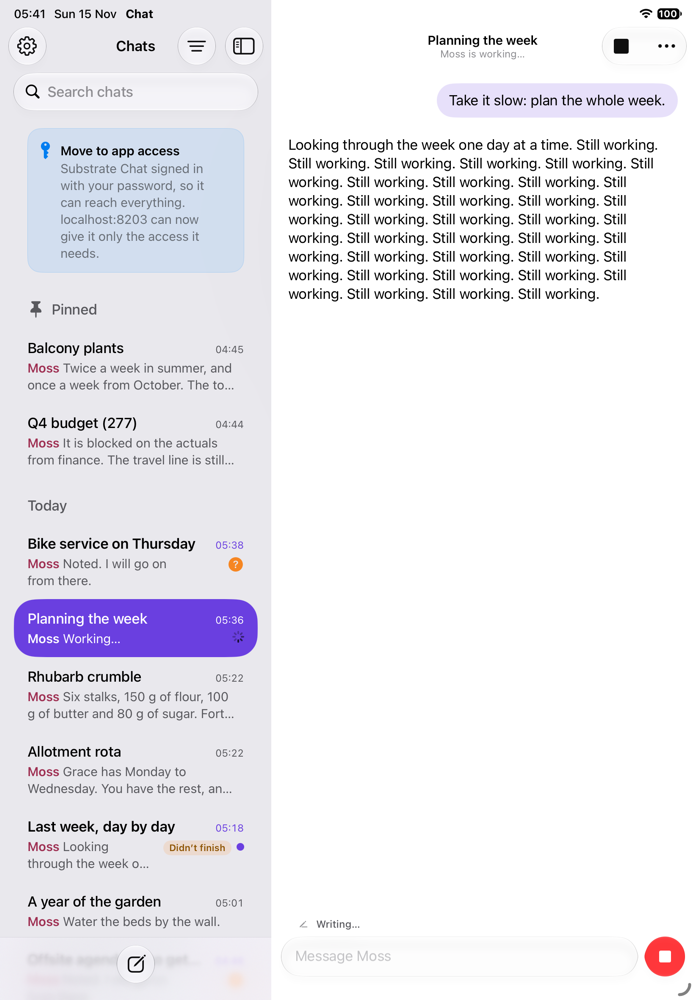 05:41 Sun 15 Nov Chat
100
Chats
Search chats
Move to app access
Substrate Chat signed in
with your password, so it
can reach everything.
localhost:8203 can now
give it only the access it
needs.
Pinned
Balcony plants 04:45
Moss Twice a week in summer, and
once a week from October. The to...
Q4 budget (277) 04:44
Moss It is blocked on the actuals
from finance. The travel line is still...
Today
Bike service on Thursday 05:38
Moss Noted. I will go on
from there.
?
Planning the week 05:36
Moss Working...
Rhubarb crumble 05:22
Moss Six stalks, 150 g of flour, 100
g of butter and 80 g of sugar. Fort...
Allotment rota 05:22
Moss Grace has Monday to
Wednesday. You have the rest, an...
Last week, day by day 05:18
Moss Looking
through the week o...
Didn't finish
A year of the garden 05:01
Moss Water the beds by the wall.
Planning the week
Moss is working...
Take it slow: plan the whole week.
Looking through the week one day at a time. Still working.
Still working. Still working. Still working. Still working. Still
working. Still working. Still working. Still working. Still
working. Still working. Still working. Still working. Still
working. Still working. Still working. Still working. Still
working. Still working. Still working. Still working. Still
working. Still working. Still working. Still working. Still
working. Still working. Still working. Still working. Still
working. Still working. Still working. Still working.
Writing...
Message Moss